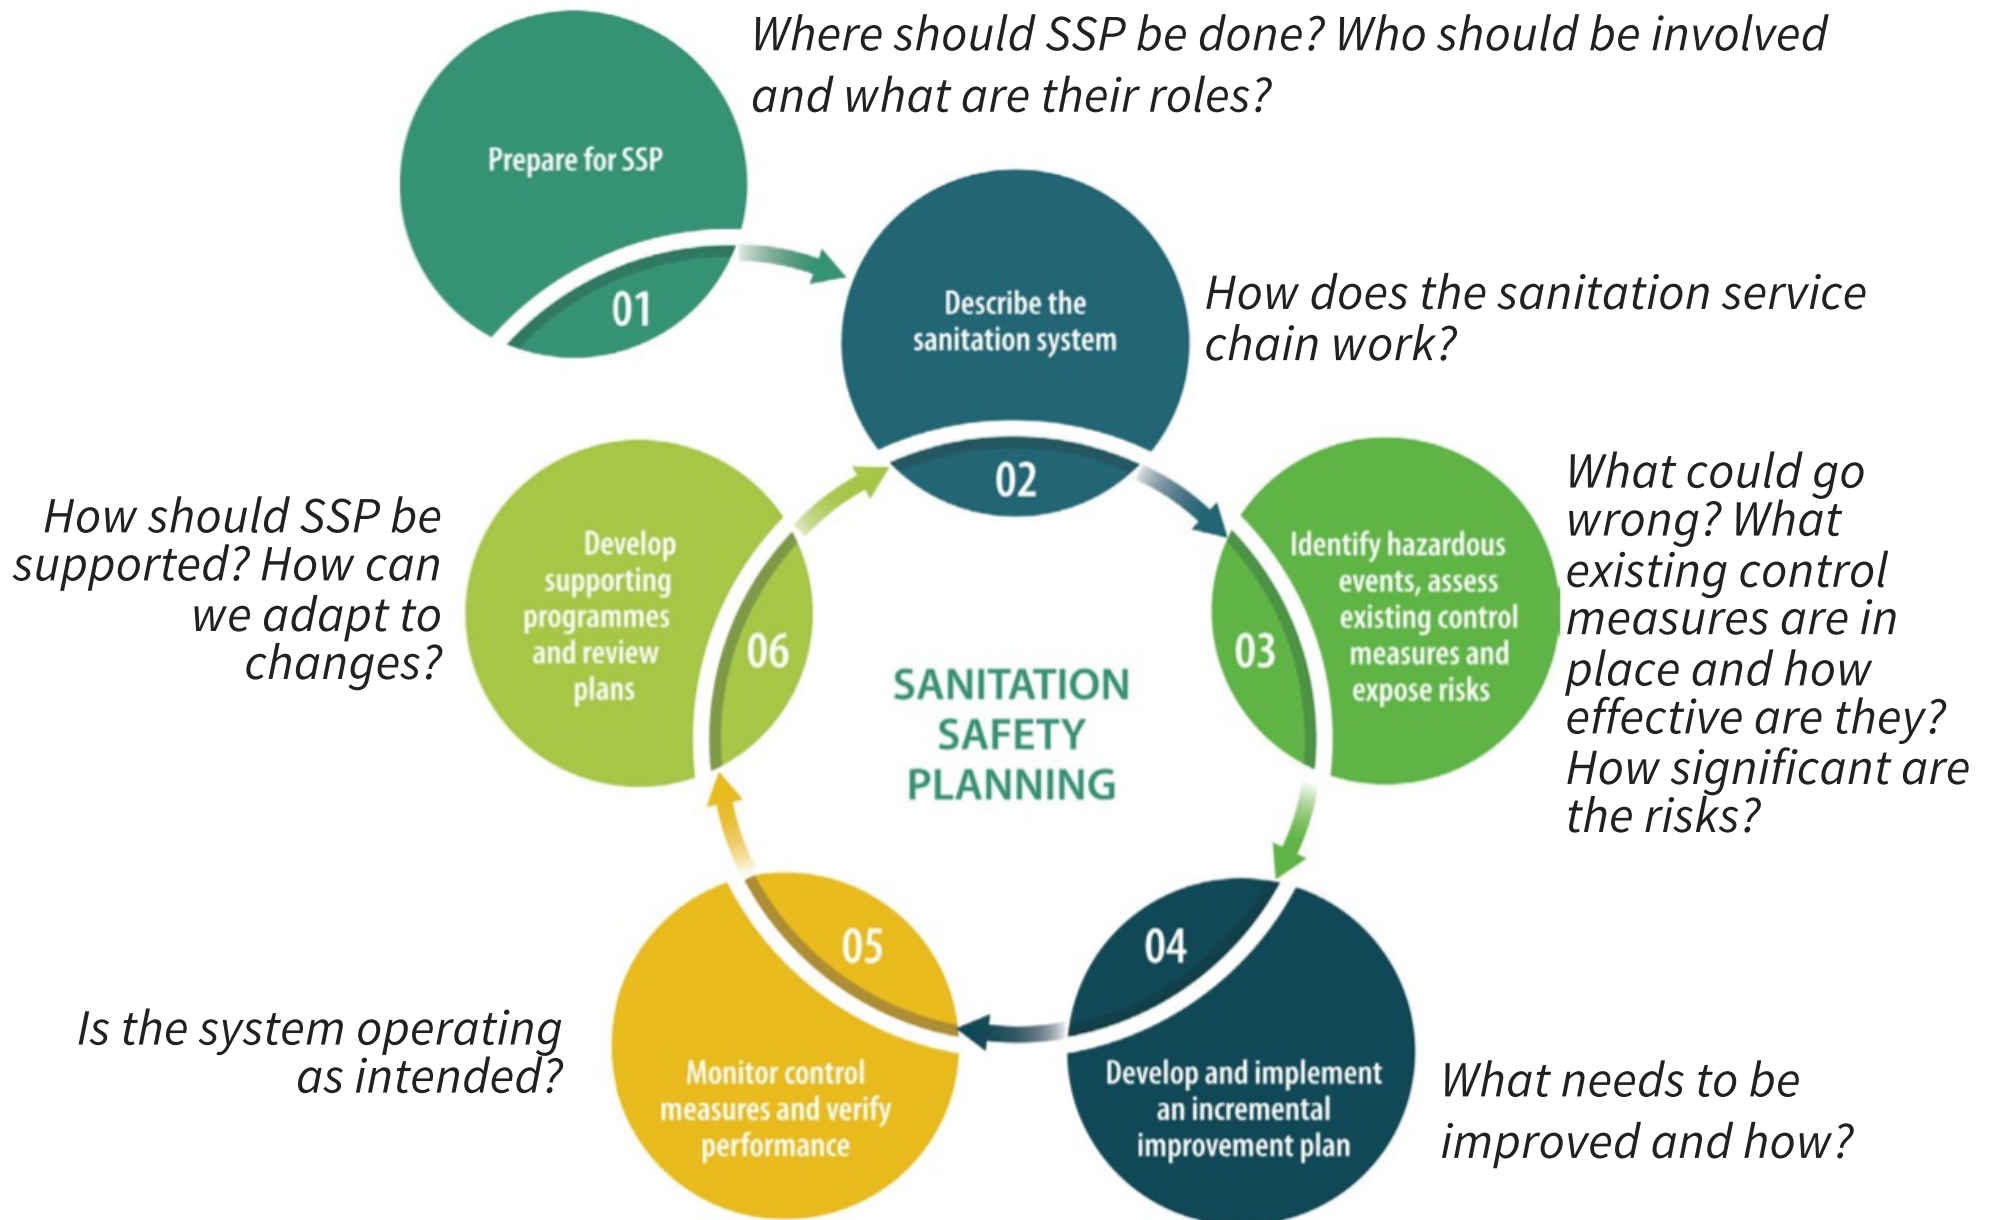 Where should SSP be done? Who should be involved
and what are their roles?
Prepare for SSP
01
Describe the
sanitation system
02
How does the sanitation service
chain work?
Identify hazardous
events, assess
existing control
measures and
expose risks
03
What could go
wrong? What
existing control
measures are in
place and how
effective are they?
How significant are
the risks?
Develop and implement
an incremental
improvement plan
04
What needs to be
improved and how?
Monitor control
measures and verify
performance
05
Is the system operating
as intended?
Develop
supporting
programmes
and review
plans
06
How should SSP be
supported? How can
we adapt to
changes?
SANITATION
SAFETY
PLANNING